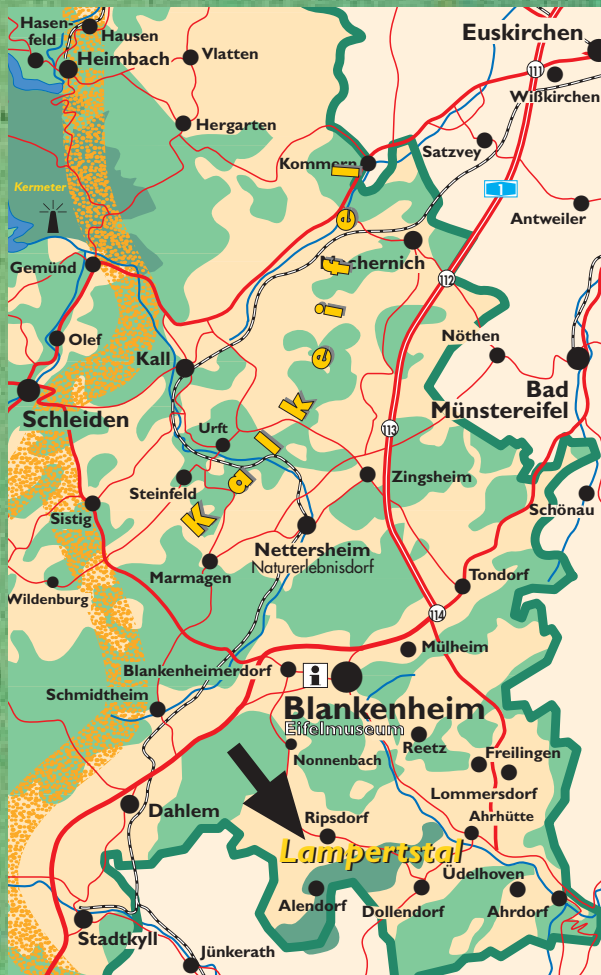 Hasen-
feld
Hausen
Heimbach
Vlatten
Euskirchen
111
Wißkirchen
Hergarten
Kommern
Satzvey
Kermeter
1
Antweiler
Gemünd
chernich
112
Olef
Nöthen
Kall
Bad
Münstereifel
Schleiden
Kalkeifel
Urft
113
Steinfeld
Zingsheim
Sistig
Schönau
Nettersheim
Naturerlebnisdorf
Marmagen
Tondorf
Wildenburg
114
Mülheim
Blankenheimerdorf
i
Schmidtheim
Blankenheim
Eifelmuseum
Reetz
Nonnenbach
Freilingen
Lommersdorf
Dahlem
Ripsdorf
Ahrhütte
Lampertstal
Üdelhoven
Alendorf
Dollendorf
Ahrdorf
Stadtkyll
Jünkerath